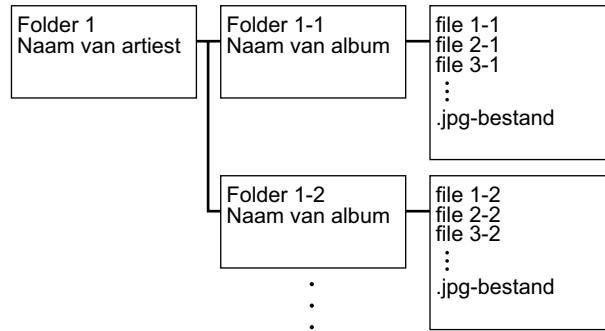 Folder 1
Naam van artiest
Folder 1-1
Naam van album
file 1-1
file 2-1
file 3-1
⋮
.jpg-bestand
Folder 1-2
Naam van album
file 1-2
file 2-2
file 3-2
⋮
.jpg-bestand
⋮